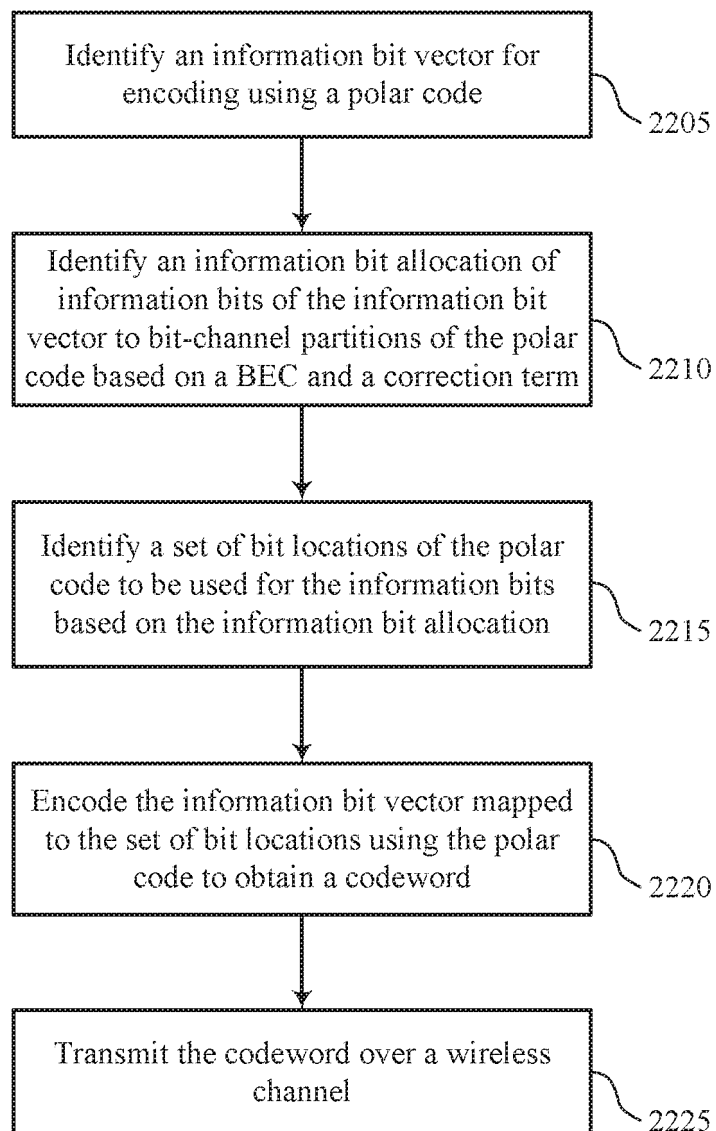 Identify an information bit vector for
encoding using a polar code
2205
Identify an information bit allocation of
information bits of the information bit
vector to bit-channel partitions of the polar
code based on a BEC and a correction term
2210
Identify a set of bit locations of the polar
code to be used for the information bits
based on the information bit allocation
2215
Encode the information bit vector mapped
to the set of bit locations using the polar
code to obtain a codeword
2220
Transmit the codeword over a wireless
channel
2225